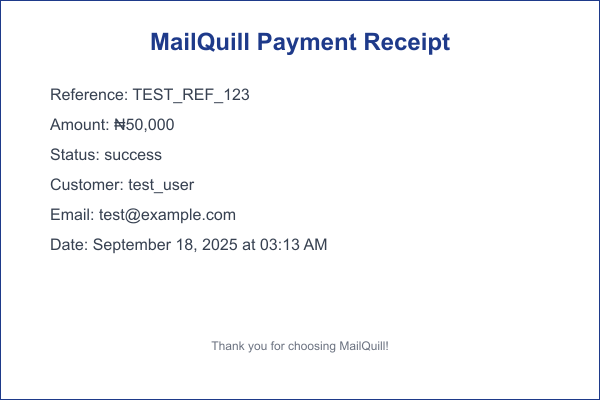 MailQuill Payment Receipt
Reference: TEST_REF_123
Amount: ₦50,000
Status: success
Customer: test_user
Email: test@example.com
Date: September 18, 2025 at 03:13 AM
Thank you for choosing MailQuill!